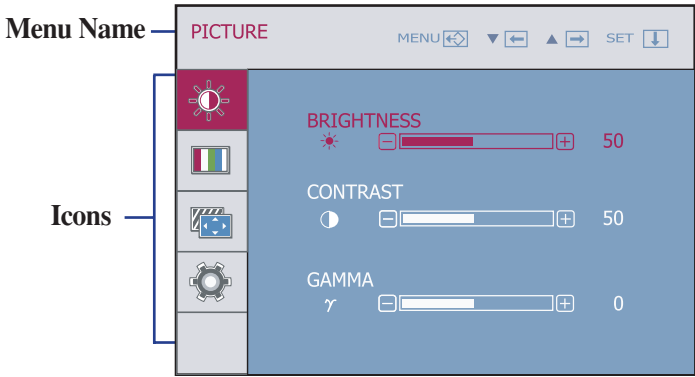 Menu Name
PICTURE
MENU ▼ ▲ SET
Icons
BRIGHTNESS
50
CONTRAST
50
GAMMA
γ 0